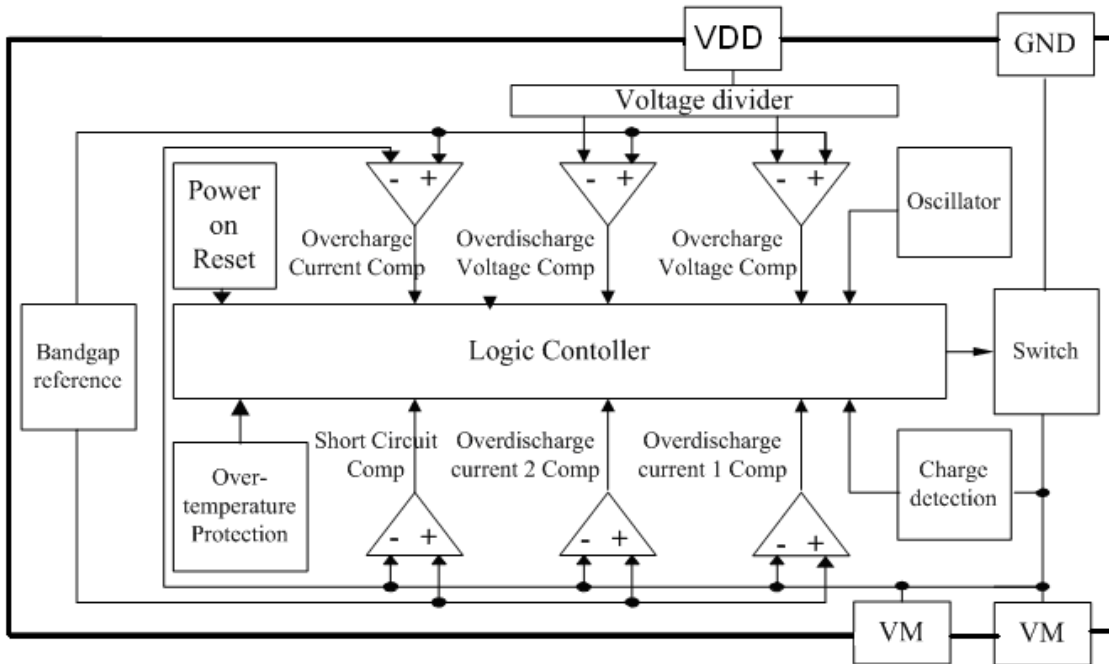 VDD
GND
Voltage divider
- +
- +
- +
Power
on
Reset
Oscillator
Overcharge
Current Comp
Overdischarge
Voltage Comp
Overcharge
Voltage Comp
Bandgap
reference
Logic Contoller
Switch
Short Circuit
Comp
Overdischarge
current 2 Comp
Overdischarge
current 1 Comp
Over-
temperature
Protection
Charge
detection
- +
- +
- +
VM
VM